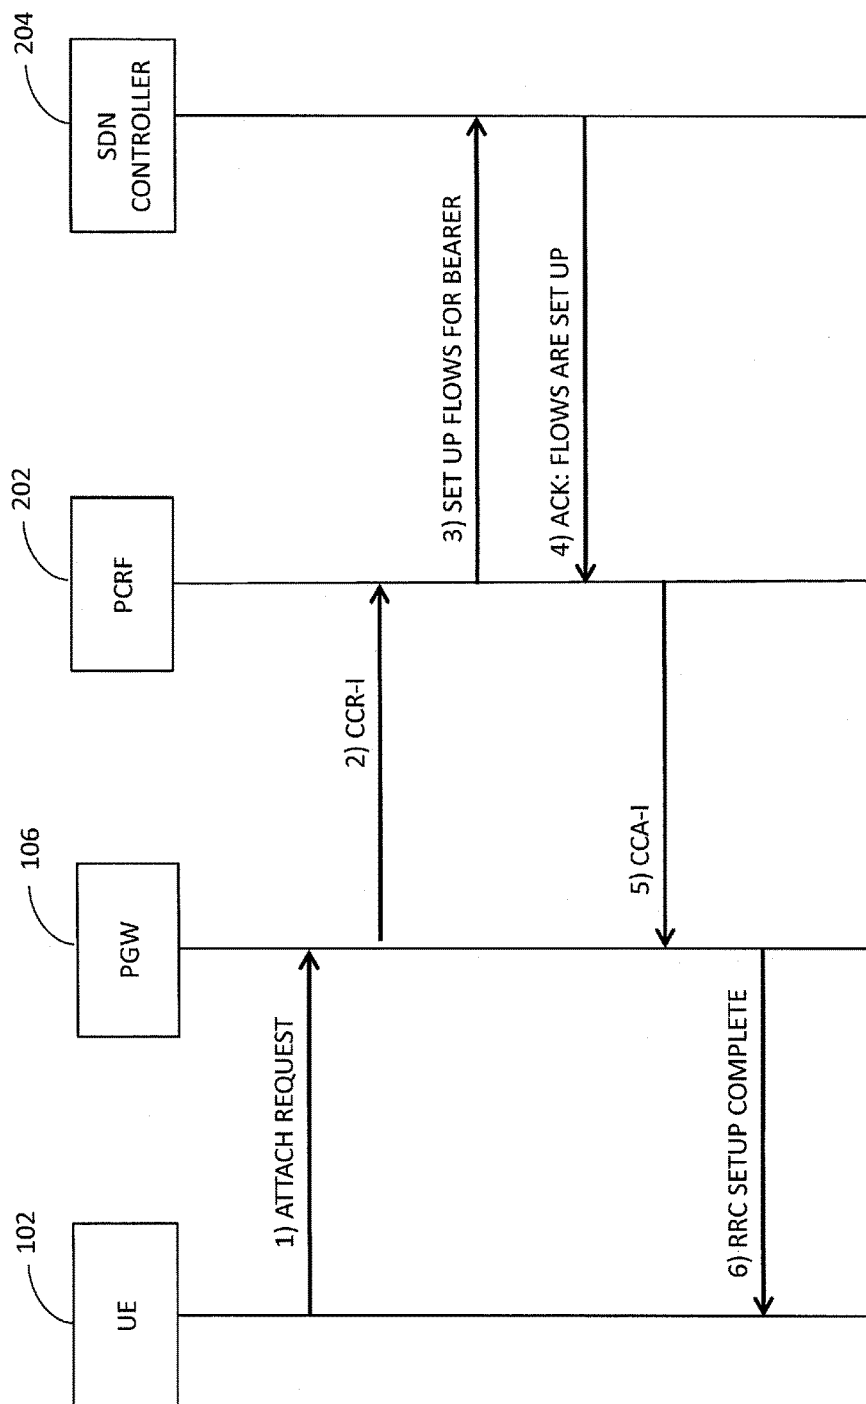 102
UE
106
PGW
202
PCRF
204
SDN
CONTROLLER
1) ATTACH REQUEST
2) CCR-I
3) SET UP FLOWS FOR BEARER
4) ACK: FLOWS ARE SET UP
5) CCA-I
6) RRC SETUP COMPLETE